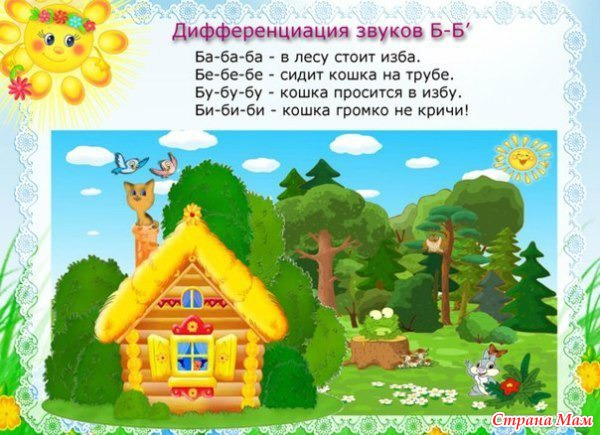 Дифференциация звуков Б-Б'
Ба-ба-ба - в лесу стоит изба.
Бе-бе-бе - сидит кошка на трубе.
Бу-бу-бу - кошка просится в избу.
Би-би-би - кошка громко не кричи!
Страна Мам